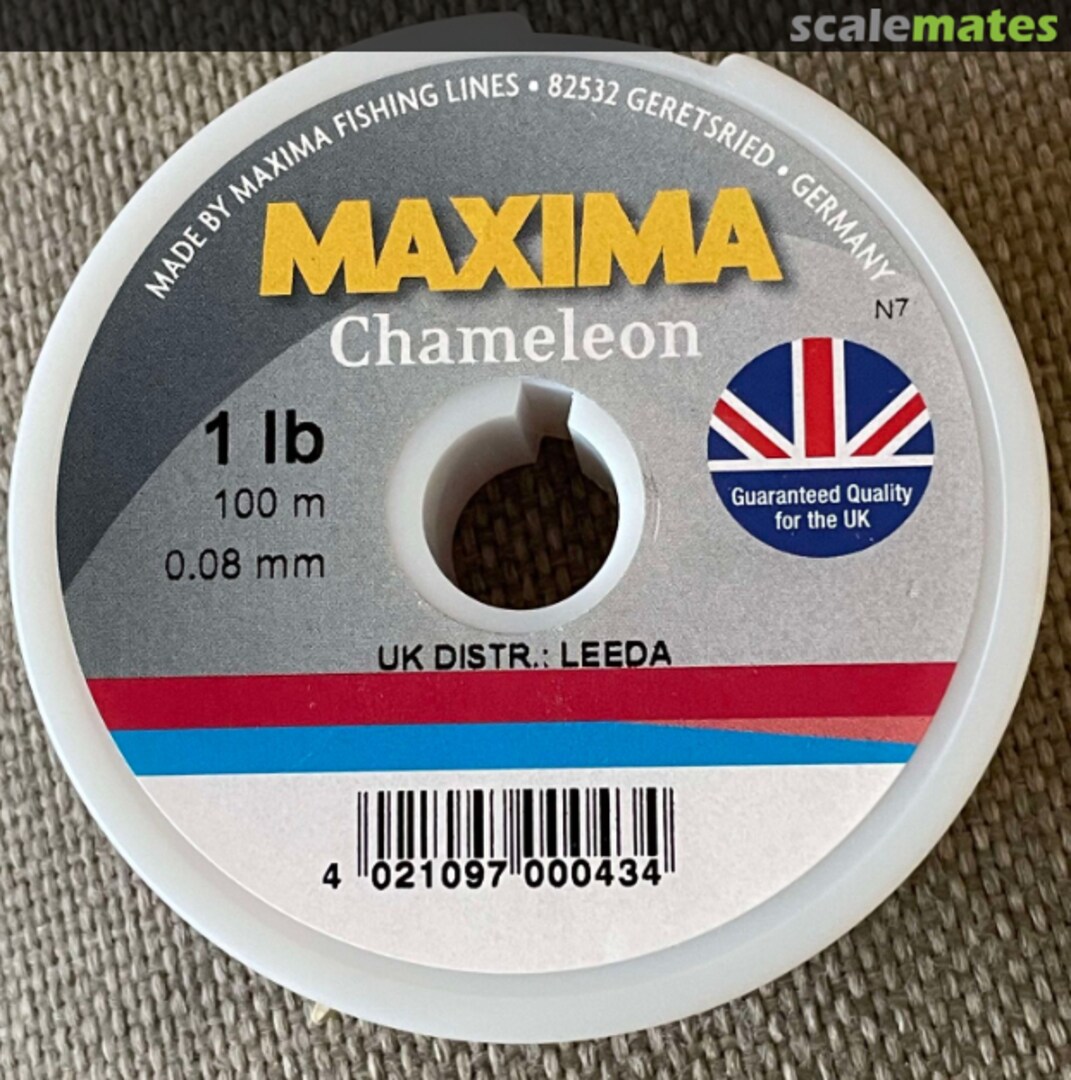 scalemates
MADE BY MAXIMA FISHING LINES • 82532 GERETSRIED • GERMANY
MAXIMA
Chameleon
N7
1 lb
100 m
0.08 mm
Guaranteed Quality
for the UK
UK DISTR.: LEEDA
4 021097 000434